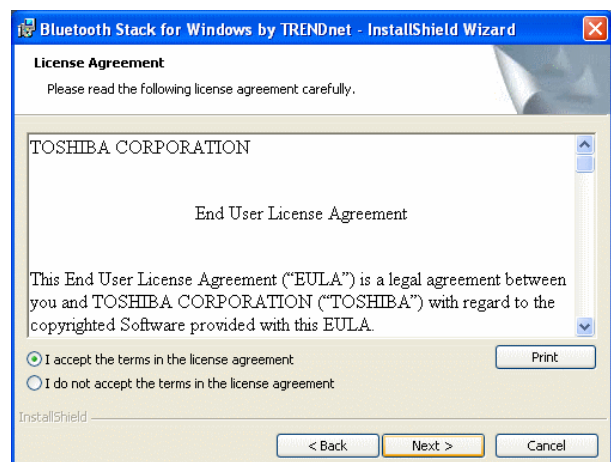 Bluetooth Stack for Windows by TRENDnet - InstallShield Wizard
License Agreement
Please read the following license agreement carefully.
TOSHIBA CORPORATION
End User License Agreement
This End User License Agreement (“EULA”) is a legal agreement between
you and TOSHIBA CORPORATION (“TOSHIBA”) with regard to the
copyrighted Software provided with this EULA.
I accept the terms in the license agreement
Print
I do not accept the terms in the license agreement
InstallShield
< Back
Next >
Cancel